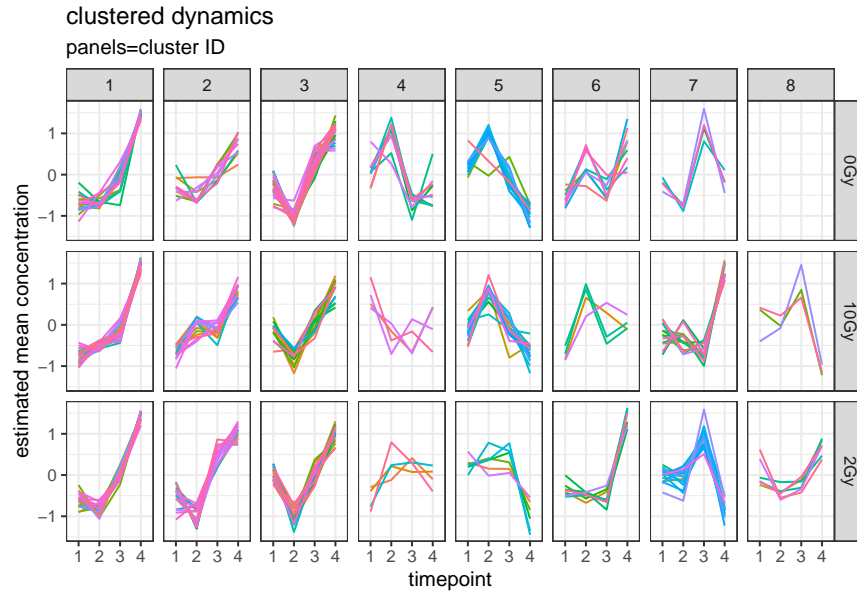 clustered dynamics
panels=cluster ID
1 2 3 4 5 6 7 8
estimated mean concentration
1
0
−1
0Gy
1
0
−1
10Gy
1
0
−1
2Gy
1 2 3 4 1 2 3 4 1 2 3 4 1 2 3 4 1 2 3 4 1 2 3 4 1 2 3 4 1 2 3 4
timepoint